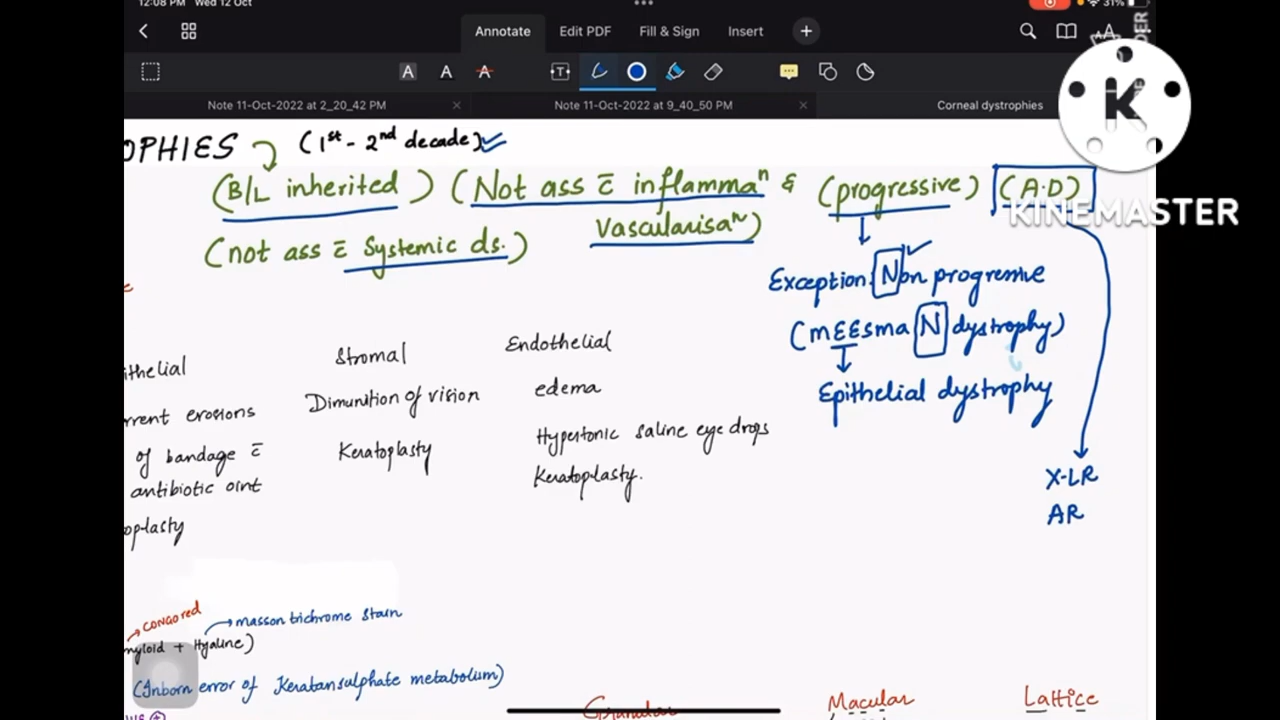 12:08 PM Wed 12 Oct
31%
Annotate Edit PDF Fill & Sign Insert
Note 11-Oct-2022 at 2_20_42 PM
Note 11-Oct-2022 at 9_40_50 PM
Corneal dystrophies
K
KINEMASTER
OPHIES (1st - 2nd decade)
(B/L inherited) (Not ass c̄ inflammaⁿ & vascularisaⁿ) (progressive) (A.D)
(not ass c̄ systemic ds.)
Exception: Non progressive
(mEEsma N dystrophy)
Epithelial dystrophy
X-LR
AR
ithelial Stromal Endothelial
rrent erosions Dimunition of vision edema
of bandage c̄ Keratoplasty Hypertonic saline eye drops
antibiotic oint Keratoplasty.
oplasty
congored masson trichrome stain
myloid + Hyaline)
(Inborn error of Keratansulphate metabolism)
Granular Macular Lattice